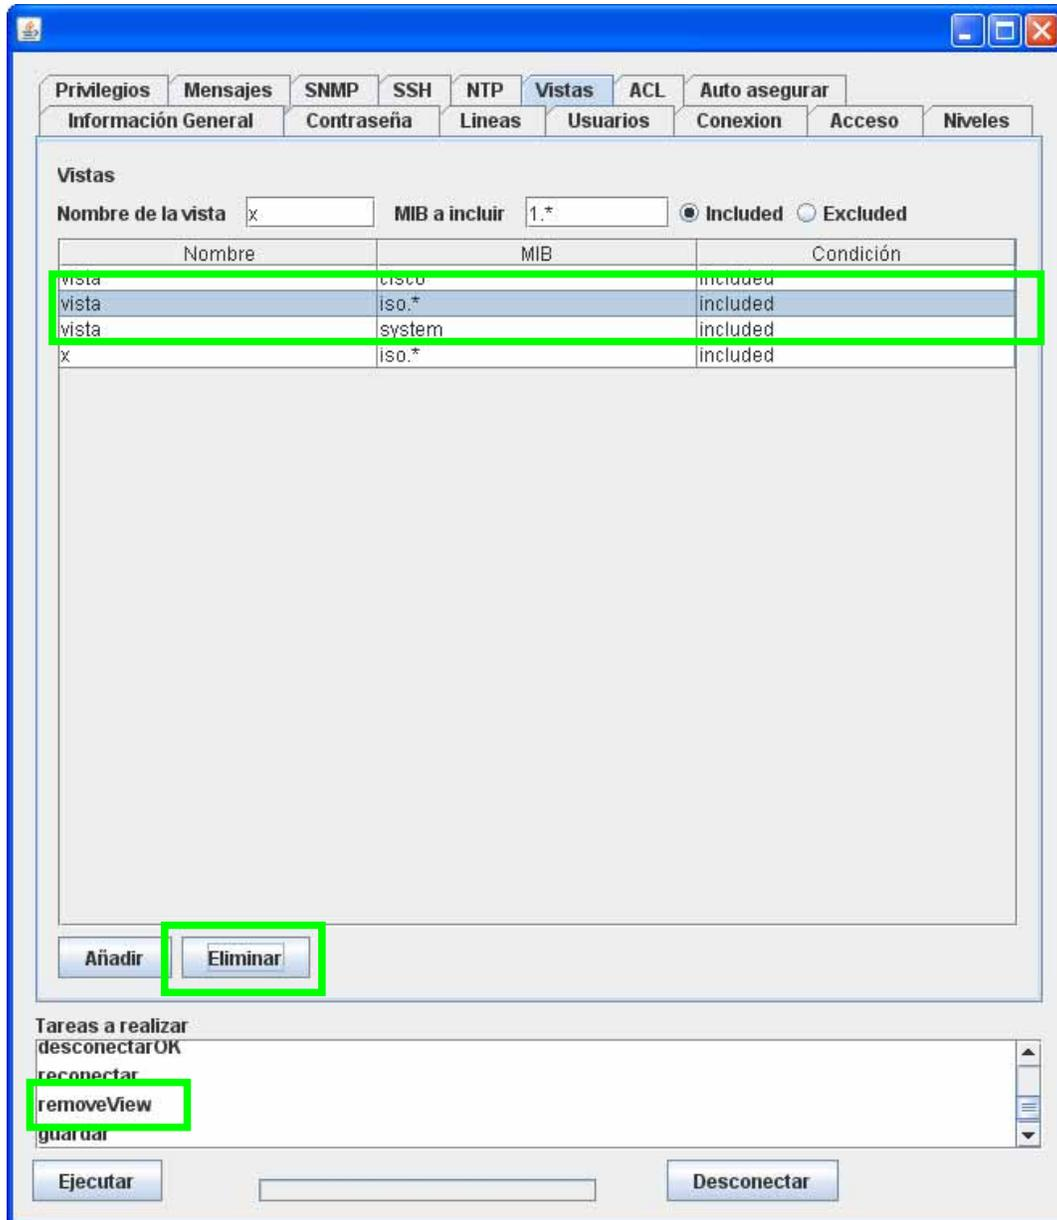 Privilegios Mensajes SNMP SSH NTP Vistas ACL Auto asegurar
Información General Contraseña Lineas Usuarios Conexion Acceso Niveles
Vistas
Nombre de la vista x MIB a incluir 1.* Included Excluded
Nombre MIB Condición
vista cisco included
vista iso.* included
vista system included
x iso.* included
Añadir Eliminar
Tareas a realizar
desconectarOK
reconectar
removeView
guardar
Ejecutar Desconectar